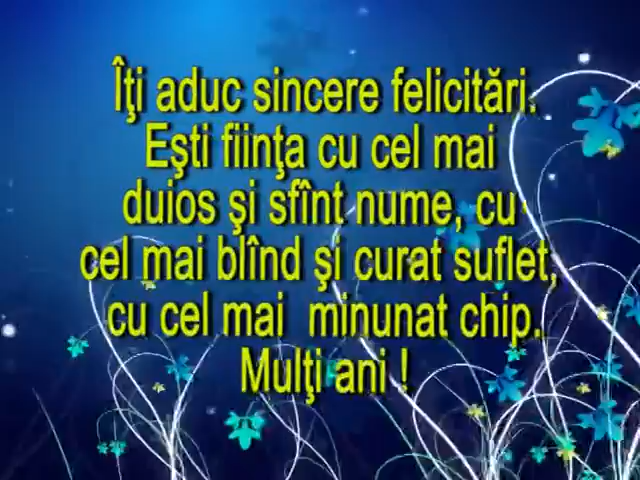 Îţi aduc sincere felicitări.
Eşti fiinţa cu cel mai
duios şi sfînt nume, cu
cel mai blînd şi curat suflet,
cu cel mai minunat chip.
Mulţi ani !